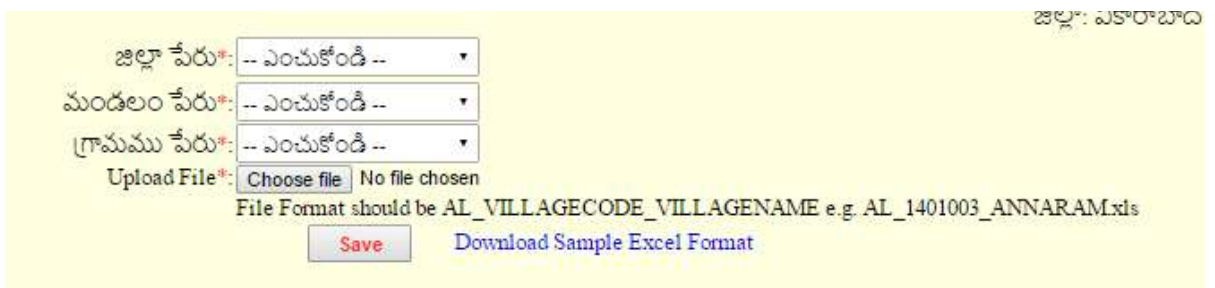 జిల్లా: వికారాబాద్
జిల్లా పేరు*: -- ఎంచుకోండి --
మండలం పేరు*: -- ఎంచుకోండి --
గ్రామము పేరు*: -- ఎంచుకోండి --
Upload File*: Choose file No file chosen
File Format should be AL_VILLAGECODE_VILLAGENAME e.g. AL_1401003_ANNARAM.xls
Save Download Sample Excel Format